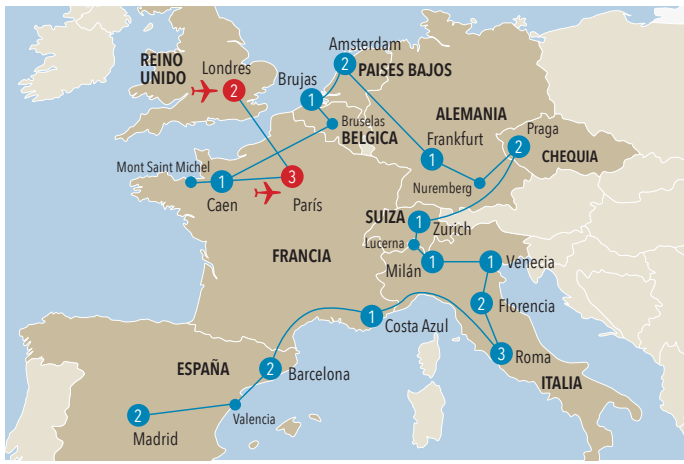 Amsterdam
REINO
UNIDO
Londres
2
2
PAISES BAJOS
Brujas
1
Bruselas
BELGICA
ALEMANIA
Frankfurt
1
Praga
2
CHEQUIA
Nuremberg
Mont Saint Michel
1
Caen
3
París
SUIZA
1
Zurich
Lucerna
FRANCIA
Milán
1
1
Venecia
2
Florencia
1
Costa Azul
3
Roma
ITALIA
ESPAÑA
2
Barcelona
2
Madrid
Valencia